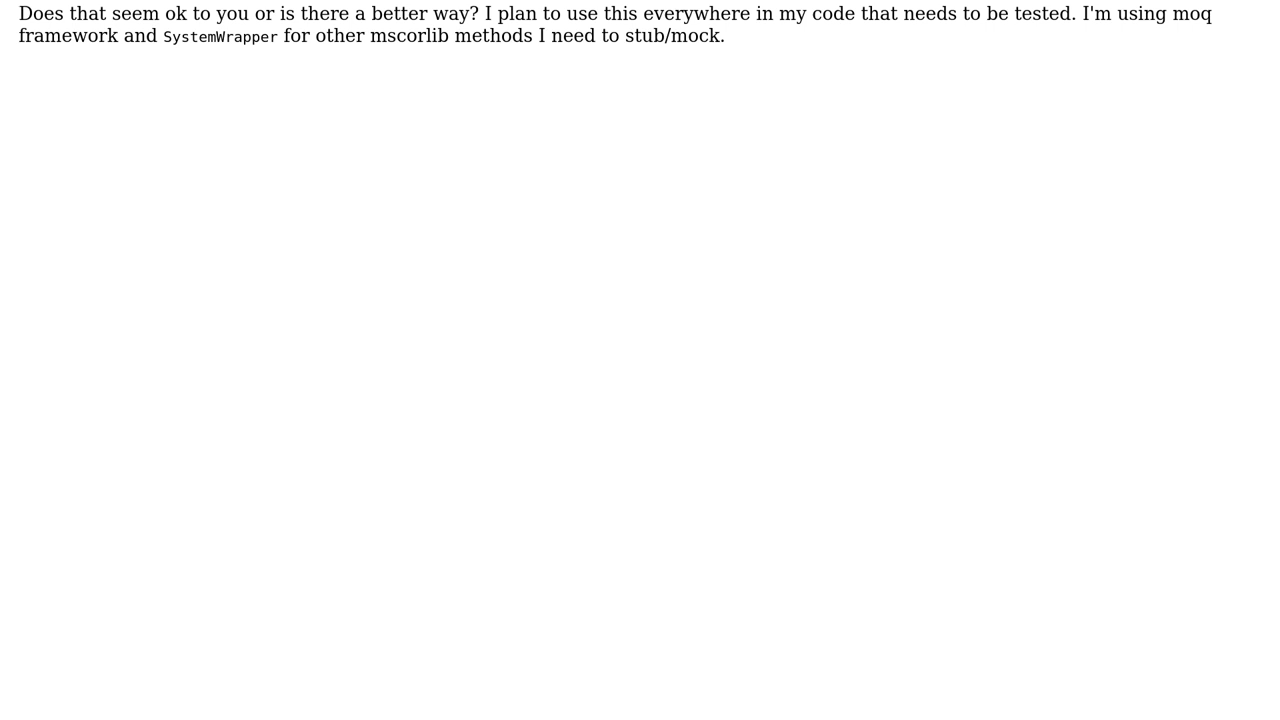 Does that seem ok to you or is there a better way? I plan to use this everywhere in my code that needs to be tested. I'm using moq
framework and SystemWrapper for other mscorlib methods I need to stub/mock.